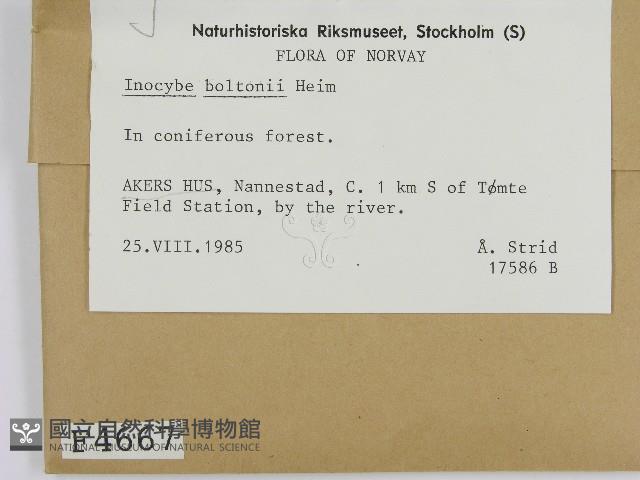 Naturhistoriska Riksmuseet, Stockholm (S)
FLORA OF NORVAY
Inocybe boltonii Heim
In coniferous forest.
AKERS HUS, Nannestad, C. 1 km S of Tømte
Field Station, by the river.
25.VIII.1985 Å. Strid
17586 B
國立自然科學博物館
F4667
NATIONAL MUSEUM OF NATURAL SCIENCE